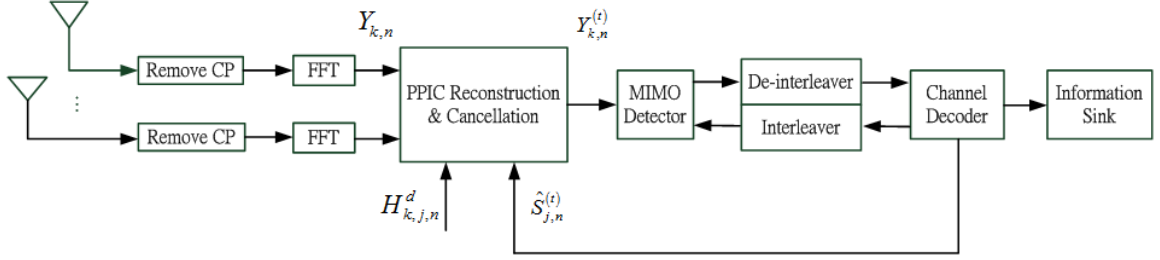 Y_{k,n}
Y_{k,n}^{(t)}
Remove CP
FFT
PPIC Reconstruction
& Cancellation
MIMO
Detector
De-interleaver
Interleaver
Channel
Decoder
Information
Sink
⋮
Remove CP
FFT
H_{k,j,n}^{d}
\hat{S}_{j,n}^{(t)}